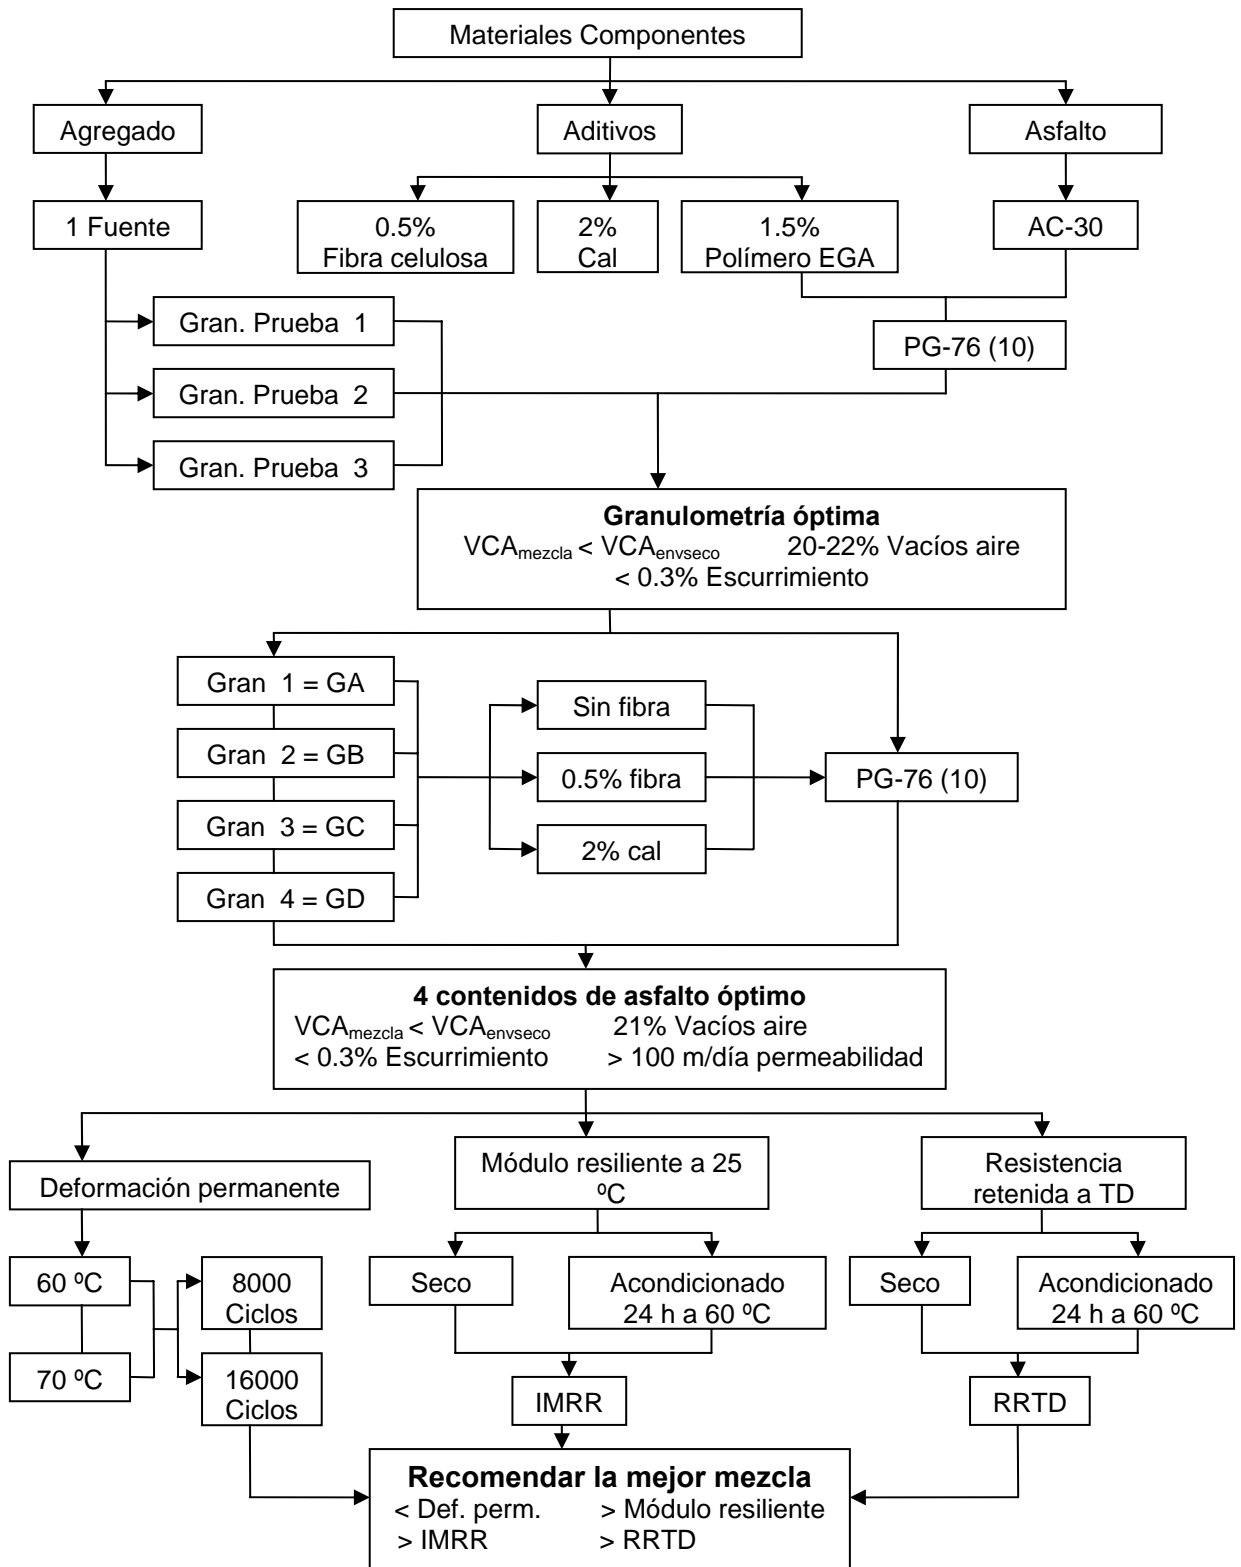 Materiales Componentes
Agregado
Aditivos
Asfalto
1 Fuente
0.5%
Fibra celulosa
2%
Cal
1.5%
Polímero EGA
AC-30
Gran. Prueba 1
Gran. Prueba 2
Gran. Prueba 3
PG-76 (10)
Granulometría óptima
VCAmezcla < VCAenvseco 20-22% Vacíos aire
< 0.3% Escurrimiento
Gran 1 = GA
Gran 2 = GB
Gran 3 = GC
Gran 4 = GD
Sin fibra
0.5% fibra
2% cal
PG-76 (10)
4 contenidos de asfalto óptimo
VCAmezcla < VCAenvseco 21% Vacíos aire
< 0.3% Escurrimiento > 100 m/día permeabilidad
Deformación permanente
Módulo resiliente a 25
ºC
Resistencia
retenida a TD
60 ºC
70 ºC
8000
Ciclos
16000
Ciclos
Seco
Acondicionado
24 h a 60 ºC
Seco
Acondicionado
24 h a 60 ºC
IMRR
RRTD
Recomendar la mejor mezcla
< Def. perm. > Módulo resiliente
> IMRR > RRTD